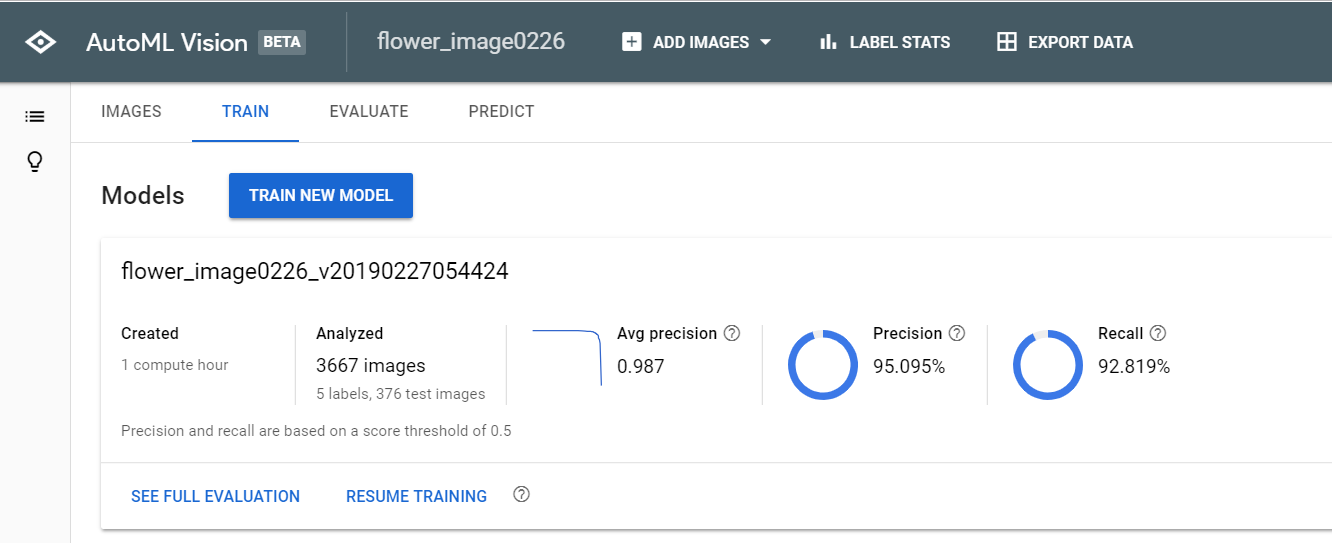 AutoML Vision BETA flower_image0226 ADD IMAGES LABEL STATS EXPORT DATA
IMAGES TRAIN EVALUATE PREDICT
Models TRAIN NEW MODEL
flower_image0226_v20190227054424
Created Analyzed Avg precision Precision Recall
1 compute hour 3667 images 0.987 95.095% 92.819%
5 labels, 376 test images
Precision and recall are based on a score threshold of 0.5
SEE FULL EVALUATION RESUME TRAINING